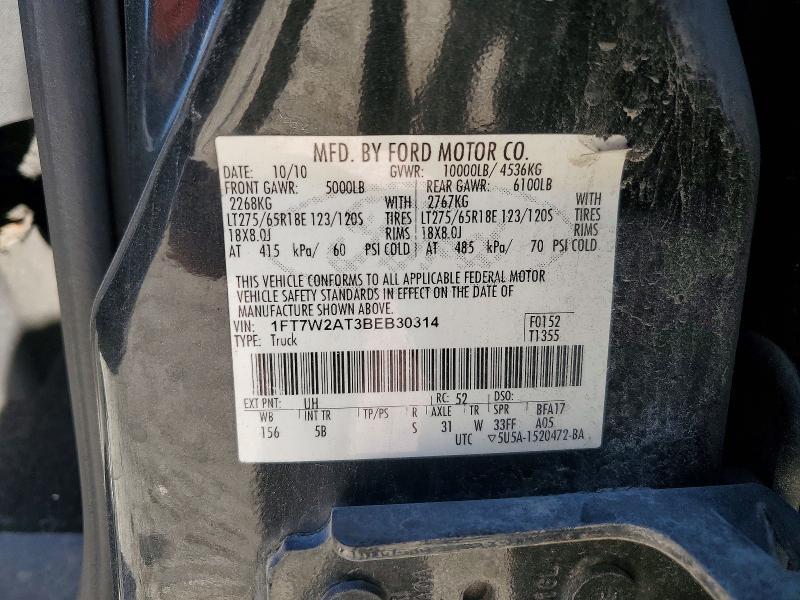 MFD. BY FORD MOTOR CO.
DATE: 10/10 GVWR: 10000LB/ 4536KG
FRONT GAWR: 5000LB REAR GAWR: 6100LB
2268KG WITH 2767KG WITH
LT275/65R18E 123/120S TIRES LT275/65R18E 123/120S TIRES
18X8.0J RIMS 18X8.0J RIMS
AT 415 kPa/ 60 PSI COLD AT 485 kPa/ 70 PSI COLD
THIS VEHICLE CONFORMS TO ALL APPLICABLE FEDERAL MOTOR
VEHICLE SAFETY STANDARDS IN EFFECT ON THE DATE OF
MANUFACTURE SHOWN ABOVE.
VIN: 1FT7W2AT3BEB30314 F0152
TYPE: Truck T1355
EXT PNT: UH RC: 52 DSO:
WB INT TR TP/PS R AXLE TR SPR BFA17
156 5B S 31 W 33FF A05
UTC ▽5U5A-1520472-BA